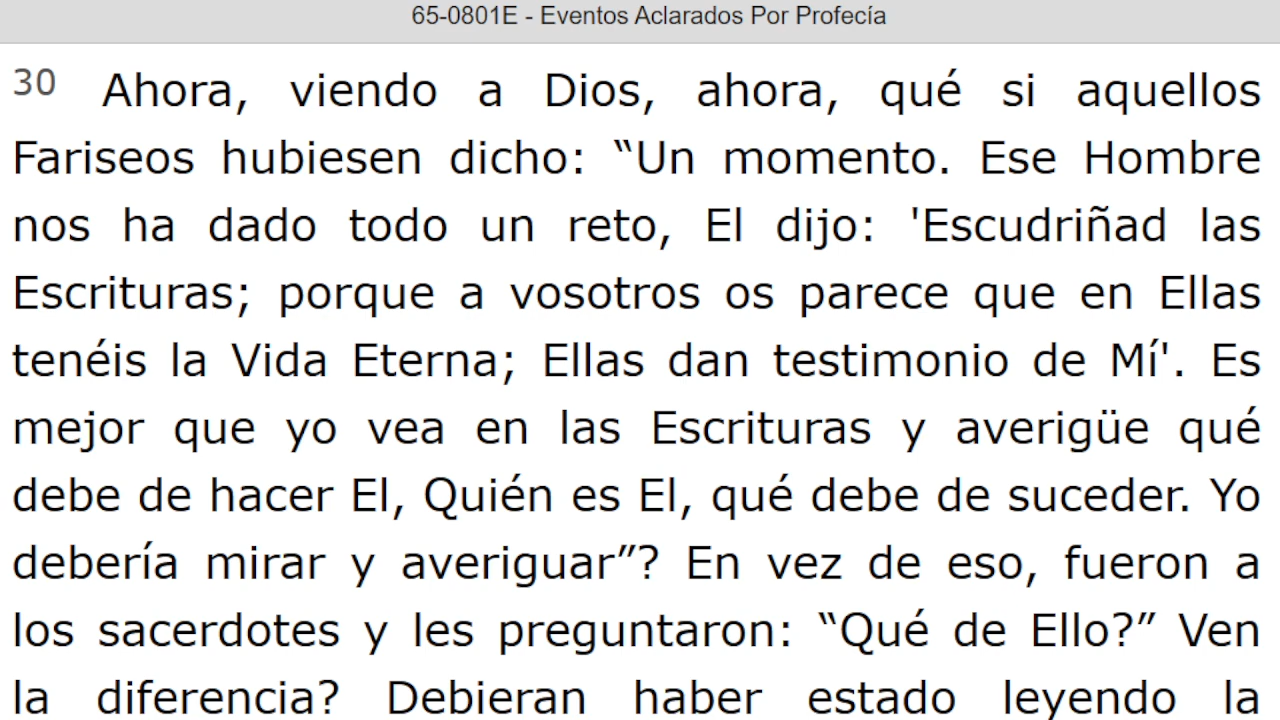 65-0801E - Eventos Aclarados Por Profecía
30 Ahora, viendo a Dios, ahora, qué si aquellos
Fariseos hubiesen dicho: “Un momento. Ese Hombre
nos ha dado todo un reto, El dijo: 'Escudriñad las
Escrituras; porque a vosotros os parece que en Ellas
tenéis la Vida Eterna; Ellas dan testimonio de Mí'. Es
mejor que yo vea en las Escrituras y averigüe qué
debe de hacer El, Quién es El, qué debe de suceder. Yo
debería mirar y averiguar”? En vez de eso, fueron a
los sacerdotes y les preguntaron: “Qué de Ello?” Ven
la diferencia? Debieran haber estado leyendo la